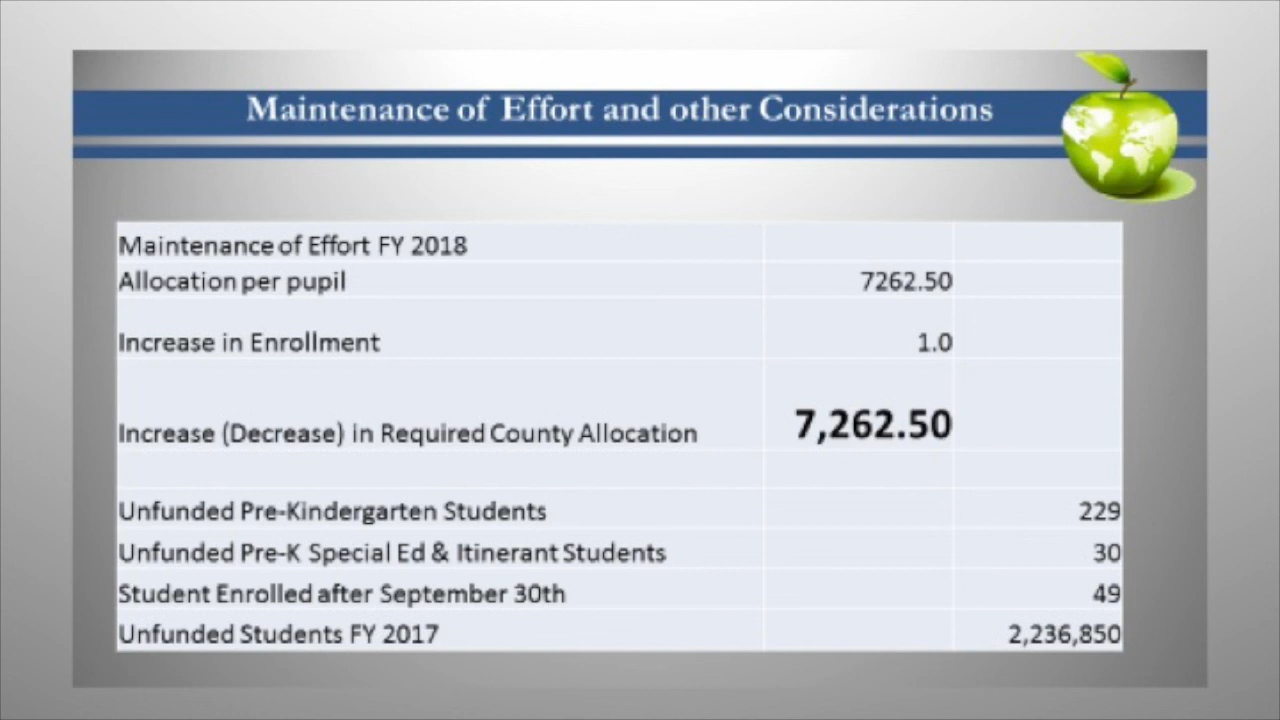 Maintenance of Effort and other Considerations
Maintenance of Effort FY 2018
Allocation per pupil 7262.50
Increase in Enrollment 1.0
Increase (Decrease) in Required County Allocation 7,262.50
Unfunded Pre-Kindergarten Students 229
Unfunded Pre-K Special Ed & Itinerant Students 30
Student Enrolled after September 30th 49
Unfunded Students FY 2017 2,236,850